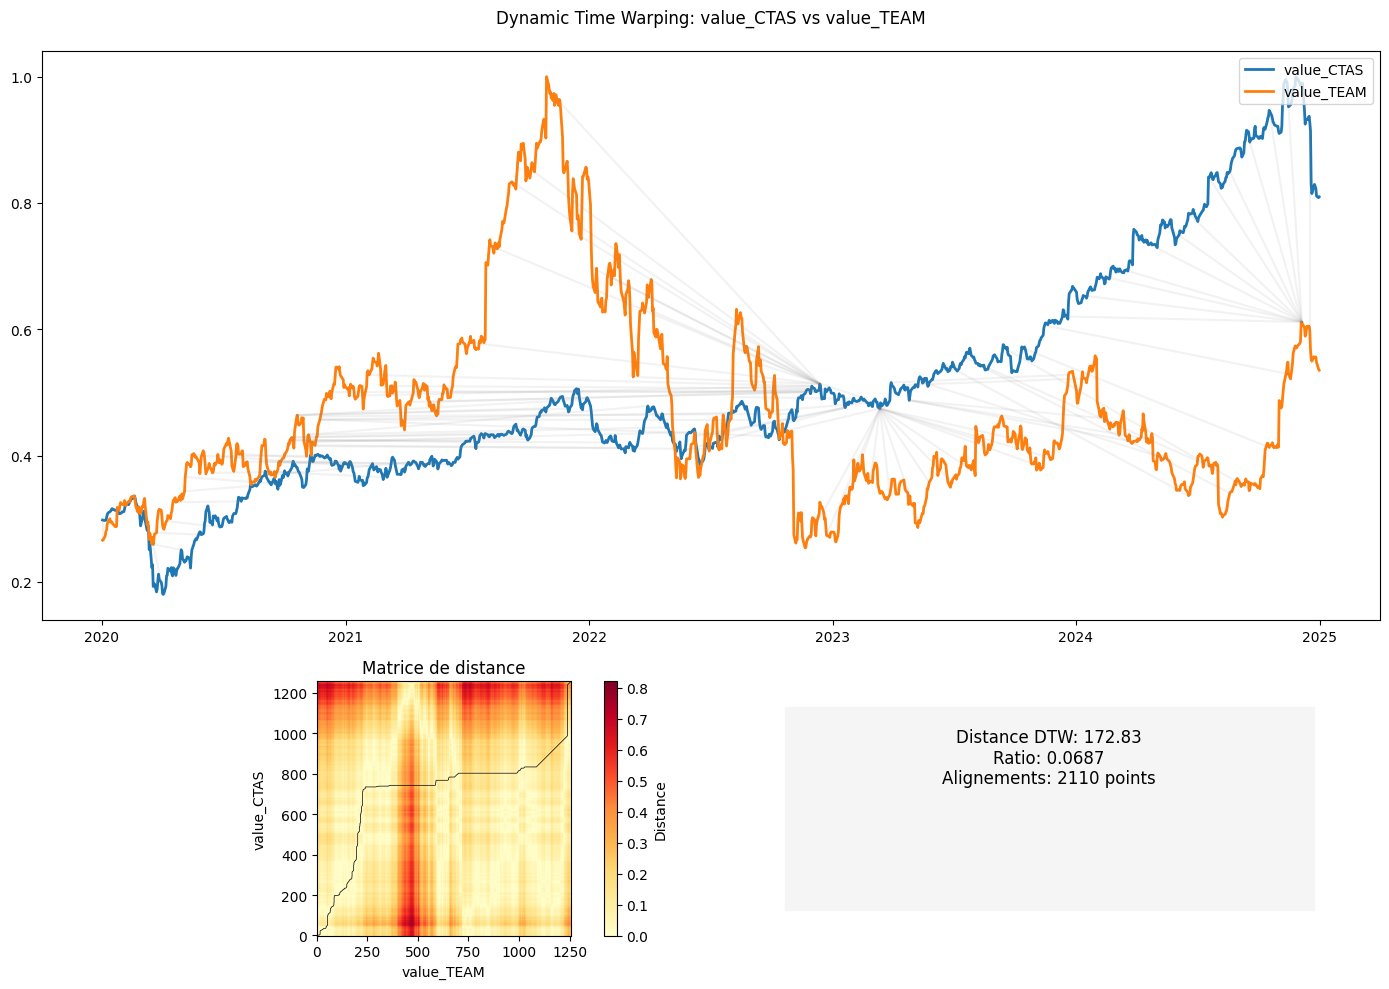 Dynamic Time Warping: value_CTAS vs value_TEAM
value_CTAS
value_TEAM
1.0
0.8
0.6
0.4
0.2
2020 2021 2022 2023 2024 2025
Matrice de distance
value_CTAS
1200
1000
800
600
400
200
0
0 250 500 750 1000 1250
value_TEAM
0.8
0.7
0.6
0.5
0.4
0.3
0.2
0.1
0.0
Distance
Distance DTW: 172.83
Ratio: 0.0687
Alignements: 2110 points